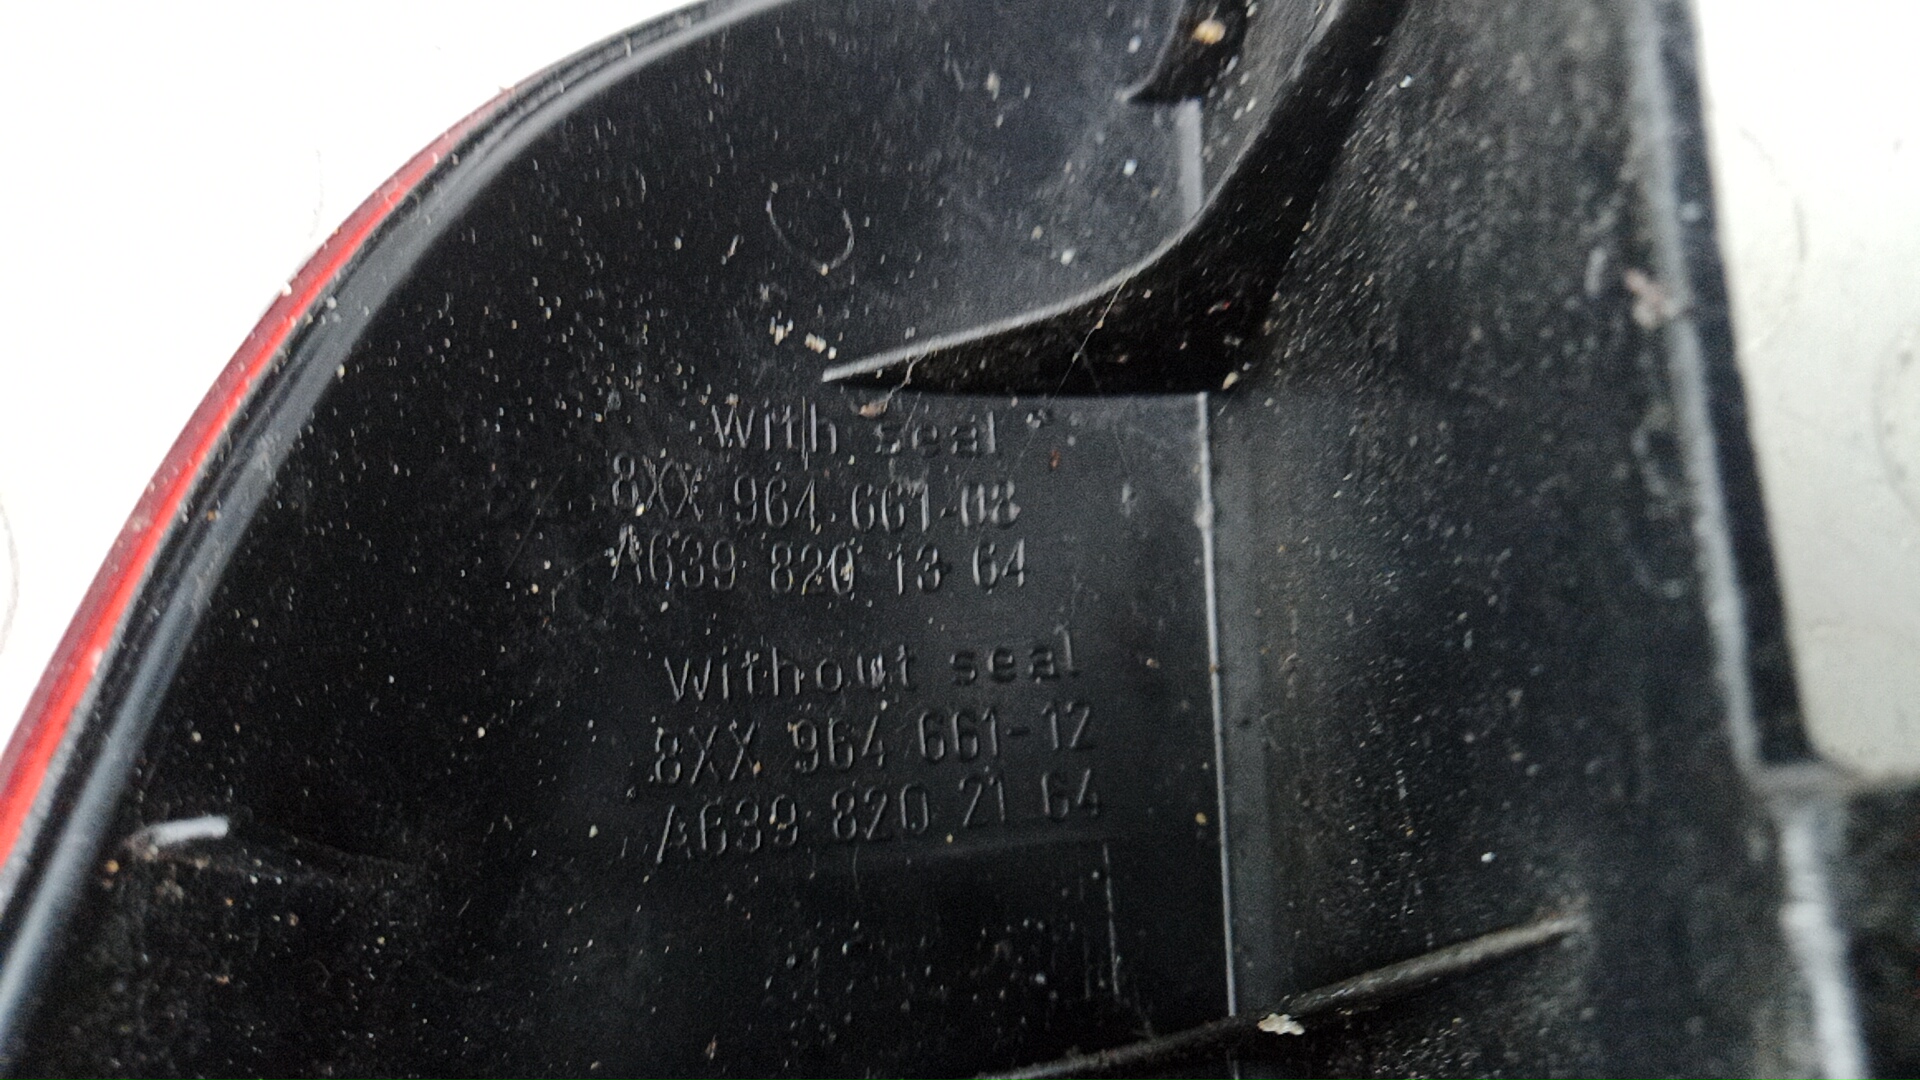 With seal
8XX 964 661-08
A639 820 13 64
Without seal
8XX 964 661-12
A639 820 21 64